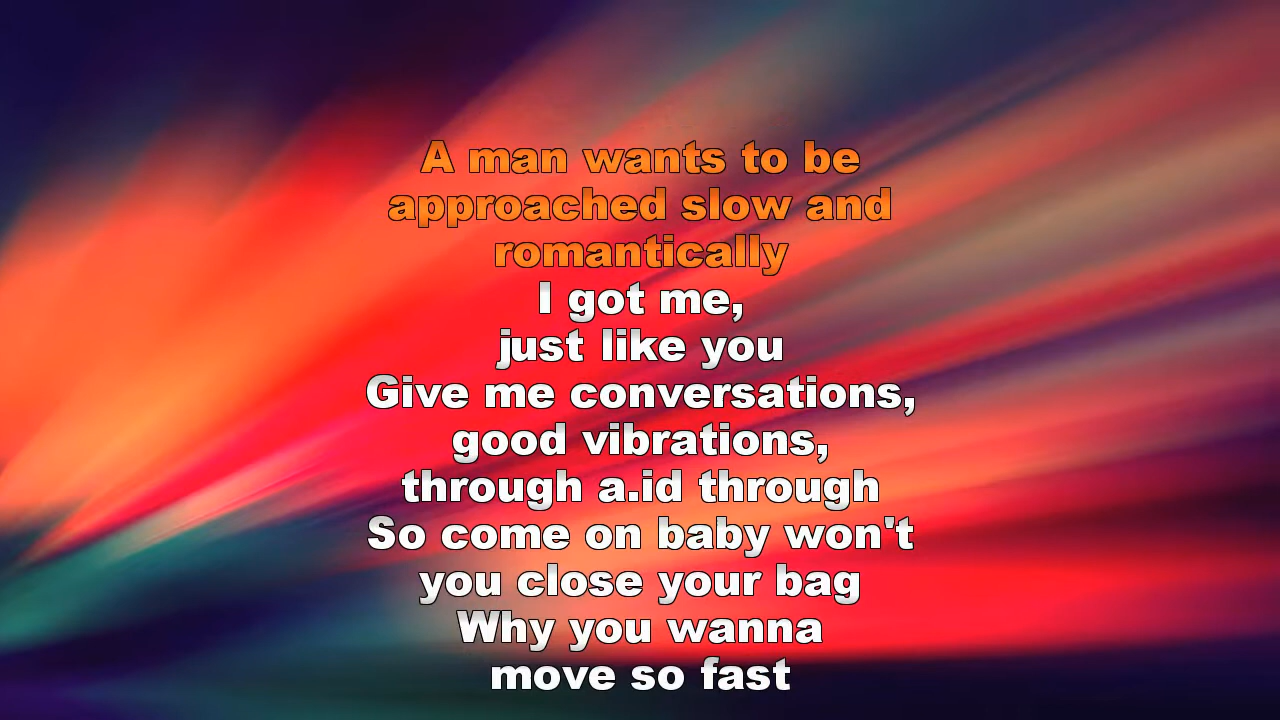 A man wants to be
approached slow and
romantically
I got me,
just like you
Give me conversations,
good vibrations,
through a.id through
So come on baby won't
you close your bag
Why you wanna
move so fast